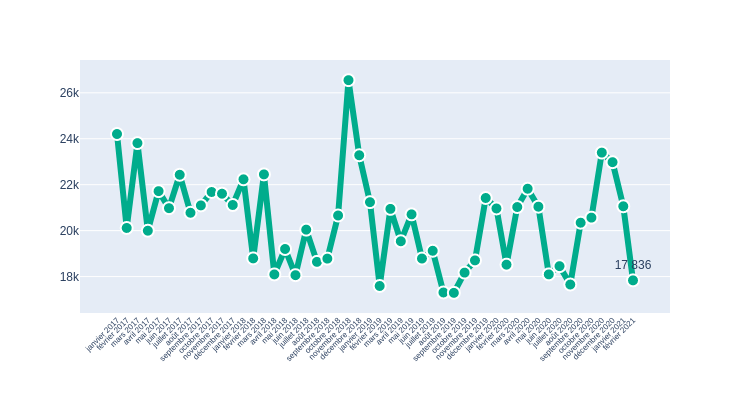 26k
24k
22k
20k
18k
17 836
janvier 2017
février 2017
mars 2017
avril 2017
mai 2017
juin 2017
juillet 2017
août 2017
septembre 2017
octobre 2017
novembre 2017
décembre 2017
janvier 2018
février 2018
mars 2018
avril 2018
mai 2018
juin 2018
juillet 2018
août 2018
septembre 2018
octobre 2018
novembre 2018
décembre 2018
janvier 2019
février 2019
mars 2019
avril 2019
mai 2019
juin 2019
juillet 2019
août 2019
septembre 2019
octobre 2019
novembre 2019
décembre 2019
janvier 2020
février 2020
mars 2020
avril 2020
mai 2020
juin 2020
juillet 2020
août 2020
septembre 2020
octobre 2020
novembre 2020
décembre 2020
janvier 2021
février 2021